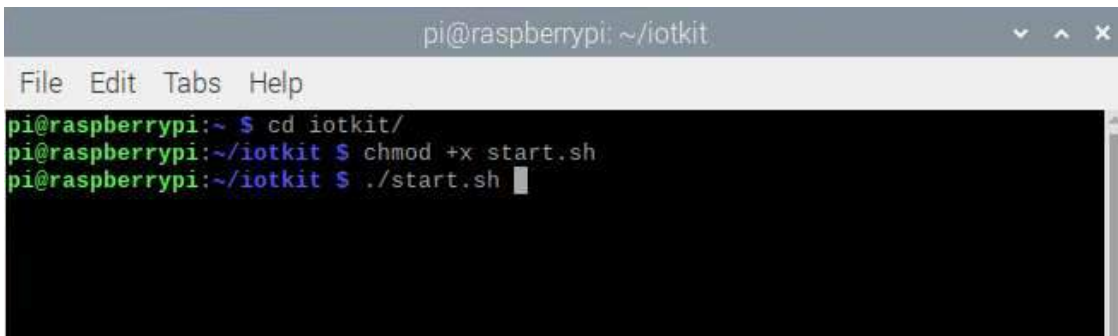 pi@raspberrypi: ~/iotkit
File Edit Tabs Help
pi@raspberrypi:~ $ cd iotkit/
pi@raspberrypi:~/iotkit $ chmod +x start.sh
pi@raspberrypi:~/iotkit $ ./start.sh